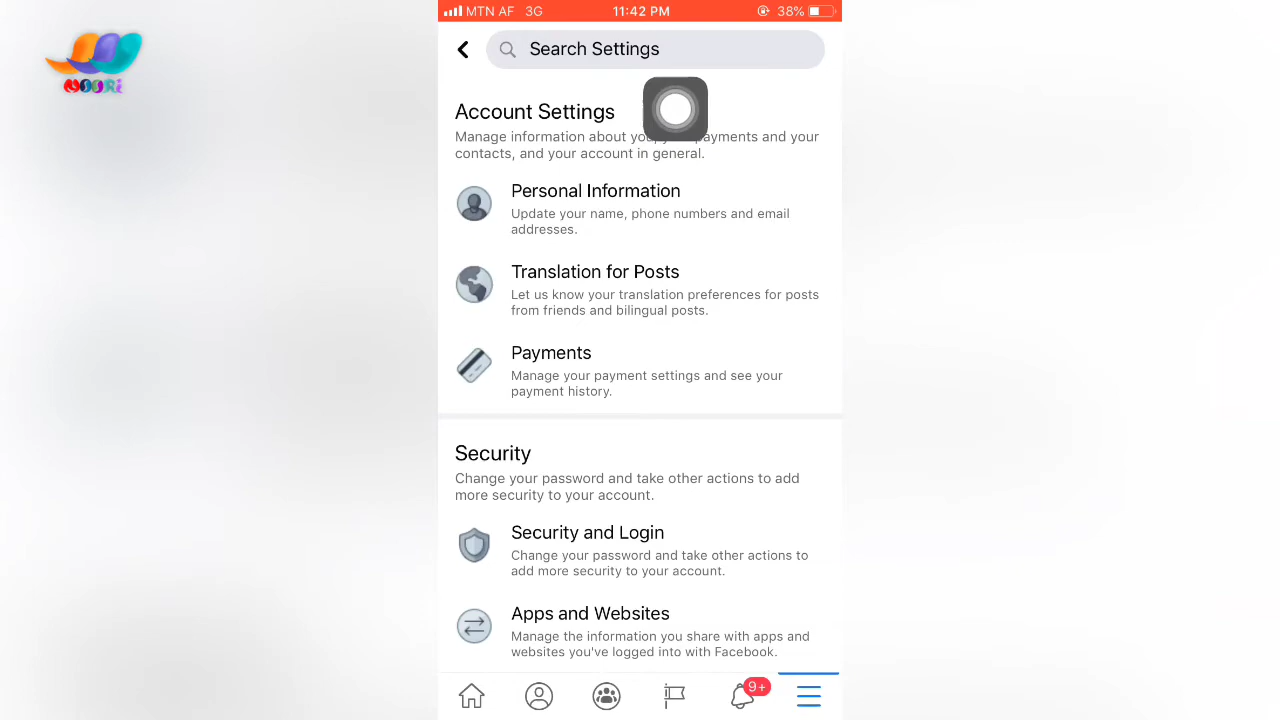 MTN AF 3G 11:42 PM 38%
NOORI
Search Settings
Account Settings
Manage information about you, payments and your
contacts, and your account in general.
Personal Information
Update your name, phone numbers and email
addresses.
Translation for Posts
Let us know your translation preferences for posts
from friends and bilingual posts.
Payments
Manage your payment settings and see your
payment history.
Security
Change your password and take other actions to add
more security to your account.
Security and Login
Change your password and take other actions to
add more security to your account.
Apps and Websites
Manage the information you share with apps and
websites you've logged into with Facebook.
9+